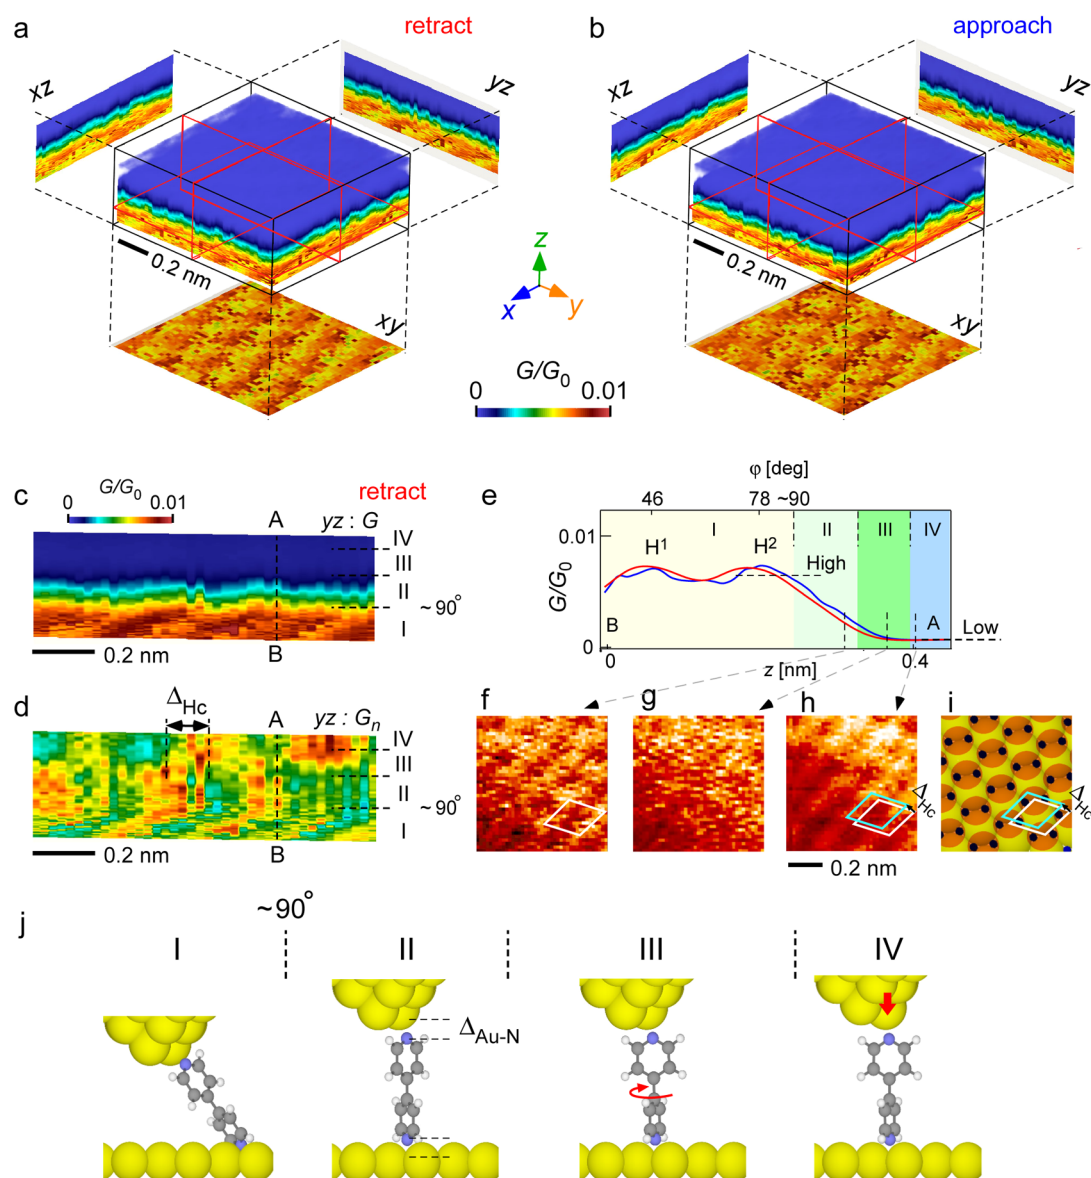 a
retract
b
approach
xz
yz
xz
yz
0.2 nm
0.2 nm
z
x
y
xy
xy
G/G0
0
0.01
c
G/G0
0
0.01
retract
A
yz : G
IV
III
II
~90°
I
B
0.2 nm
d
ΔHc
A
yz : Gn
IV
III
II
~90°
I
B
0.2 nm
e
φ [deg]
46
78
~90
0.01
G/G0
0
I
II
III
IV
H1
H2
High
B
A
Low
0
z [nm]
0.4
f
g
h
i
ΔHc
ΔHc
0.2 nm
j
~90°
I
II
III
IV
ΔAu-N